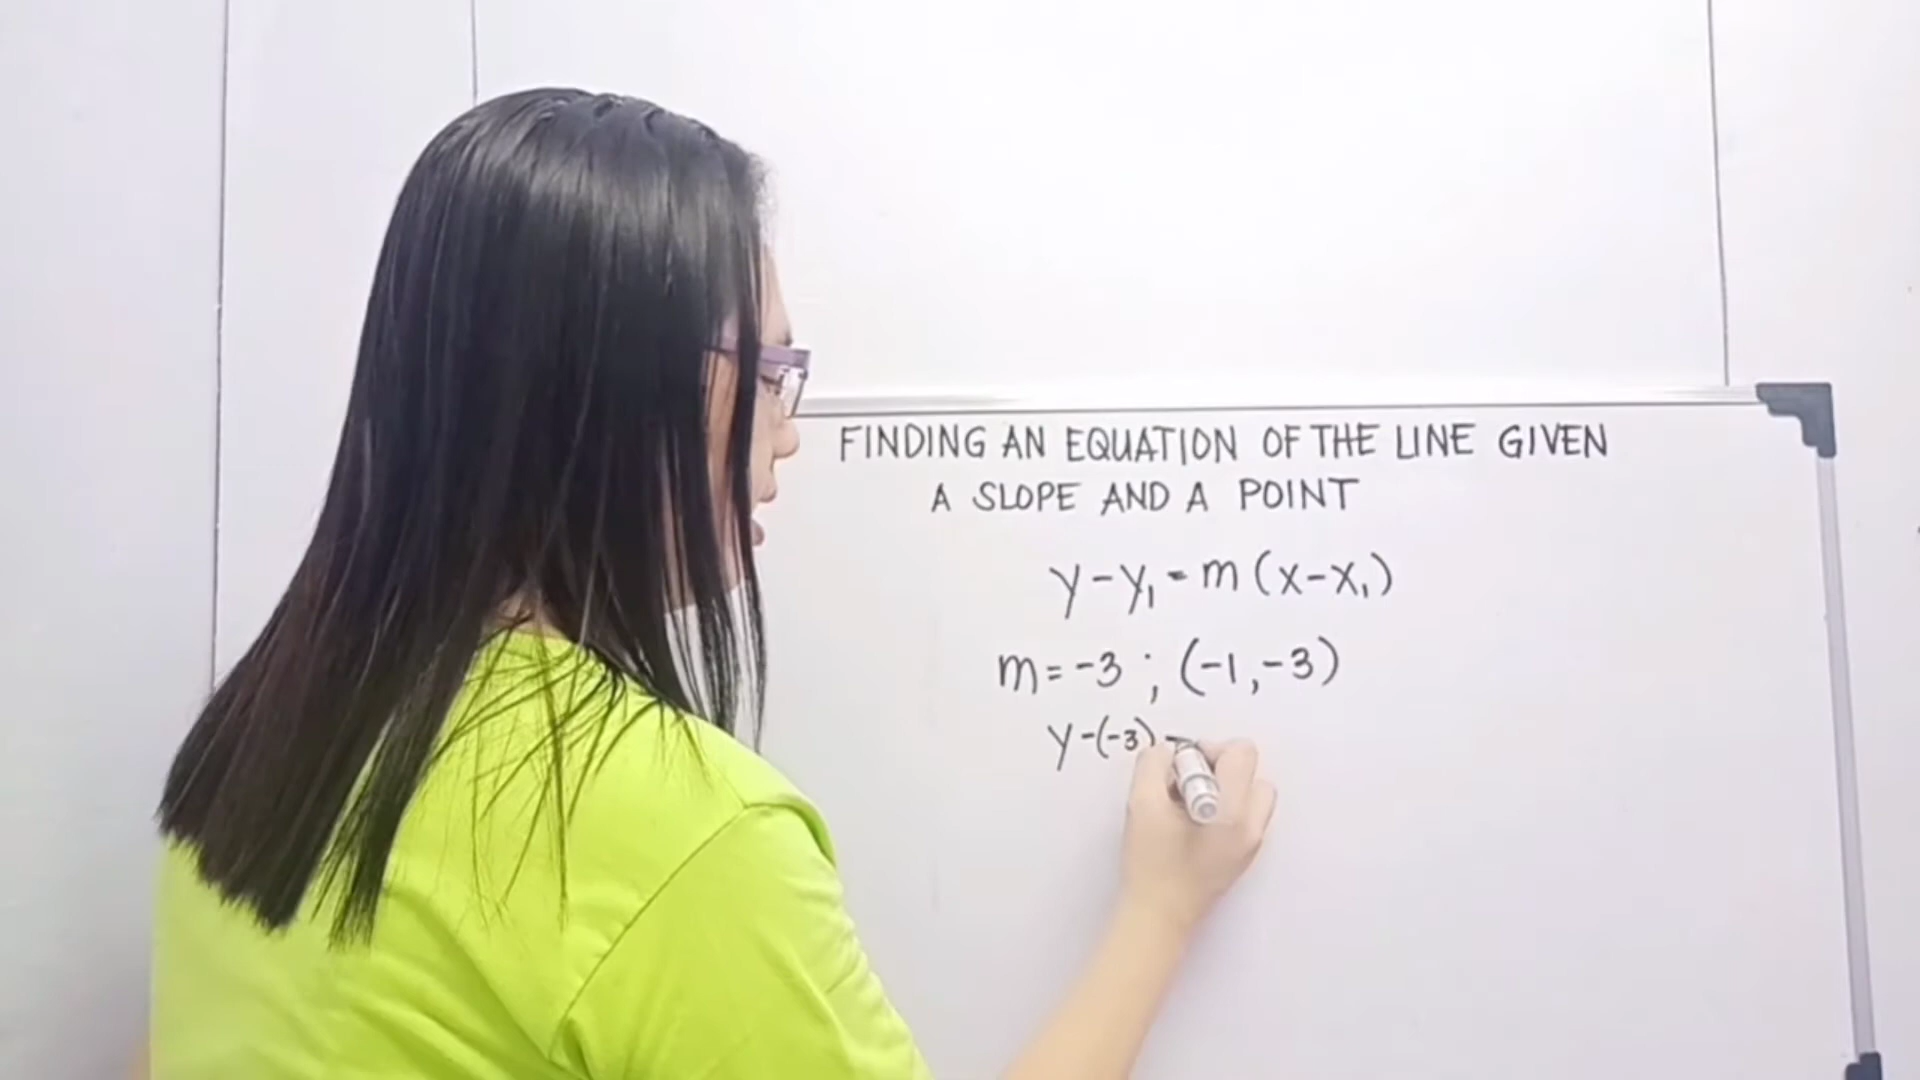 FINDING AN EQUATION OF THE LINE GIVEN
A SLOPE AND A POINT
y-y₁=m(x-x₁)
m=-3;(-1,-3)
y-(-3)=